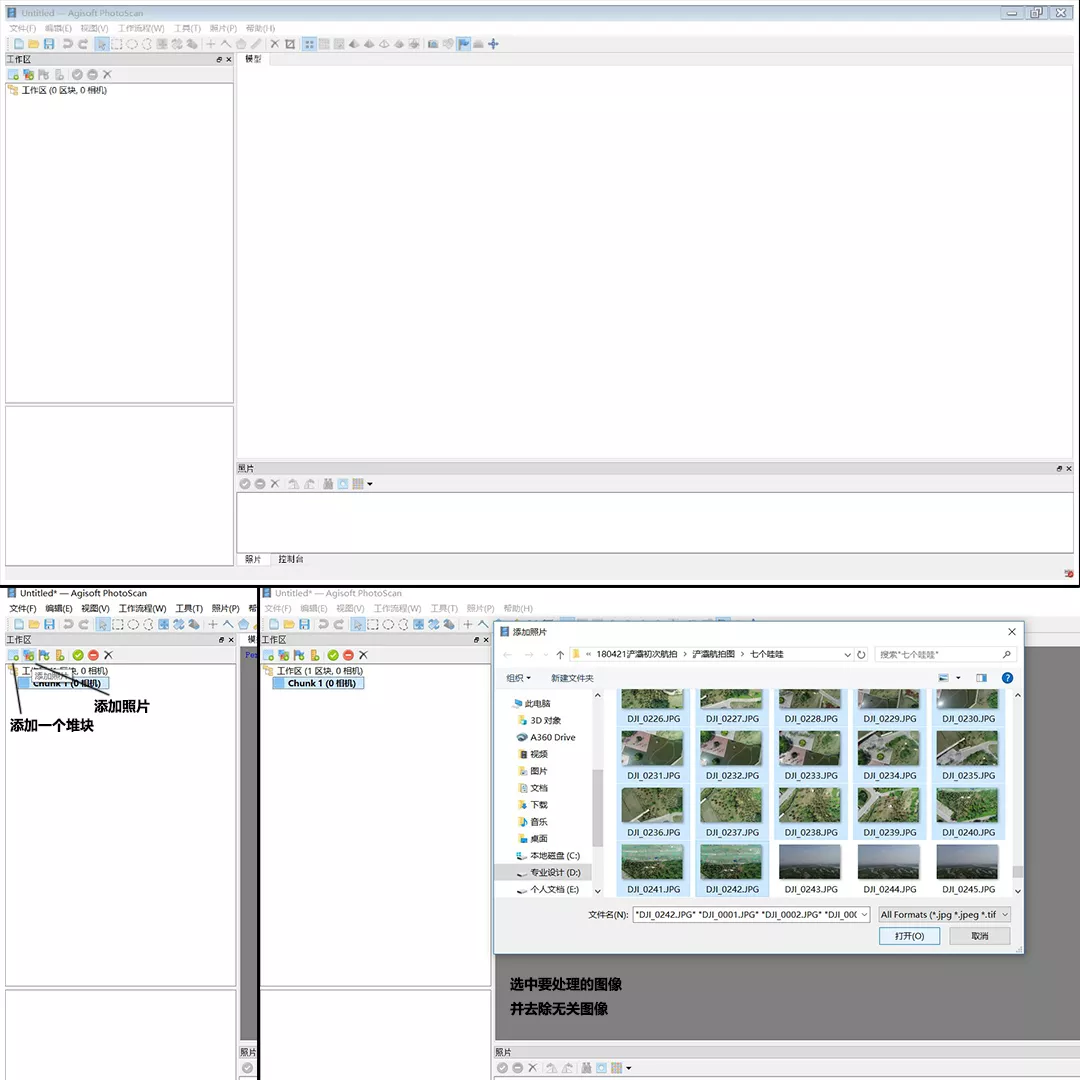 Untitled — Agisoft PhotoScan
文件(F) 编辑(E) 视图(V) 工作流程(W) 工具(T) 照片(P) 帮助(H)
工作区
模型
工作区 (0 区块, 0 相机)
照片
照片 控制台
Untitled* — Agisoft PhotoScan
文件(F) 编辑(E) 视图(V) 工作流程(W) 工具(T) 照片(P)
工作区
添加照片
Chunk 1 (0 相机)
添加照片
添加一个堆块
照片
Untitled* — Agisoft PhotoScan
文件(F) 编辑(E) 视图(V) 工作流程(W) 工具(T) 照片(P) 帮助(H)
工作区
工作区 (1 区块, 0 相机)
Chunk 1 (0 相机)
添加照片
« 180421浐灞初次航拍 › 浐灞航拍图 › 七个哇哇
搜索"七个哇哇"
组织 新建文件夹
此电脑
3D 对象
A360 Drive
视频
图片
文档
下载
音乐
桌面
本地磁盘 (C:)
专业设计 (D:)
个人文档 (E:)
DJI_0226.JPG DJI_0227.JPG DJI_0228.JPG DJI_0229.JPG DJI_0230.JPG
DJI_0231.JPG DJI_0232.JPG DJI_0233.JPG DJI_0234.JPG DJI_0235.JPG
DJI_0236.JPG DJI_0237.JPG DJI_0238.JPG DJI_0239.JPG DJI_0240.JPG
DJI_0241.JPG DJI_0242.JPG DJI_0243.JPG DJI_0244.JPG DJI_0245.JPG
文件名(N): "DJI_0242.JPG" "DJI_0001.JPG" "DJI_0002.JPG" "DJI_00(
All Formats (*.jpg *.jpeg *.tif
打开(O) 取消
选中要处理的图像
并去除无关图像
照片